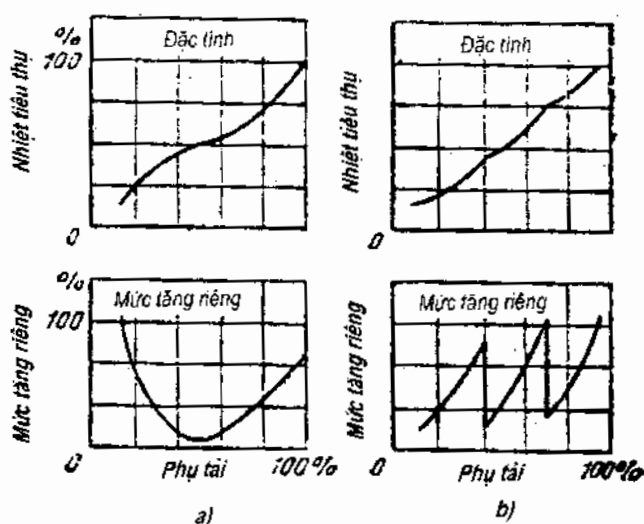 %
100
Đặc tính
Nhiệt tiêu thụ
0
Đặc tính
Nhiệt tiêu thụ
0
%
100
Mức tăng riêng
Mức tăng riêng
0
Phụ tải
100%
a)
Mức tăng riêng
Mức tăng riêng
0
Phụ tải
100%
b)